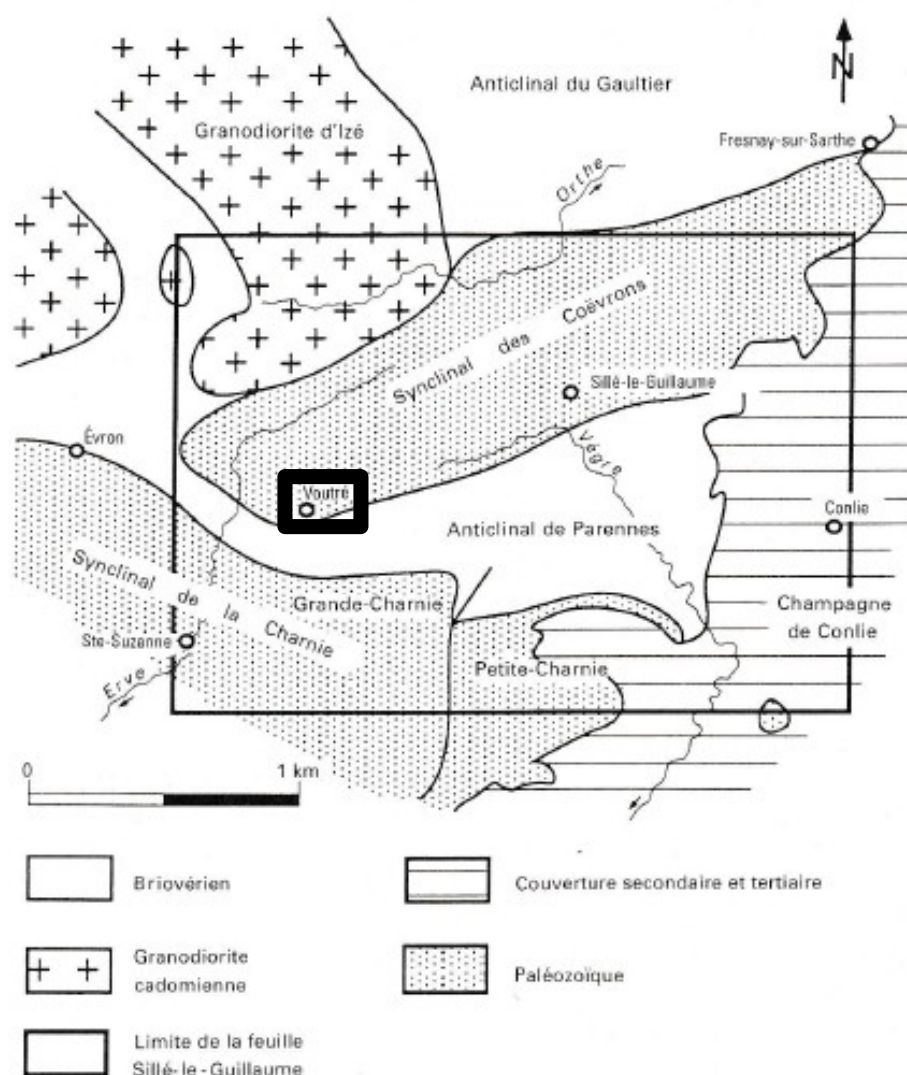 Anticlinal du Gaultier
N
Granodiorite d'Izé
Fresnay-sur-Sarthe
Orthe
Synclinal des Coëvrons
Sillé-le-Guillaume
Évron
Vègre
Voutré
Conlie
Anticlinal de Parennes
Synclinal de la Charnie
Grande-Charnie
Champagne
de Conlie
Ste-Suzanne
Petite-Charnie
Erve
0 1 km
Briovérien
Couverture secondaire et tertiaire
Granodiorite
cadomienne
Paléozoïque
Limite de la feuille
Sillé-le-Guillaume